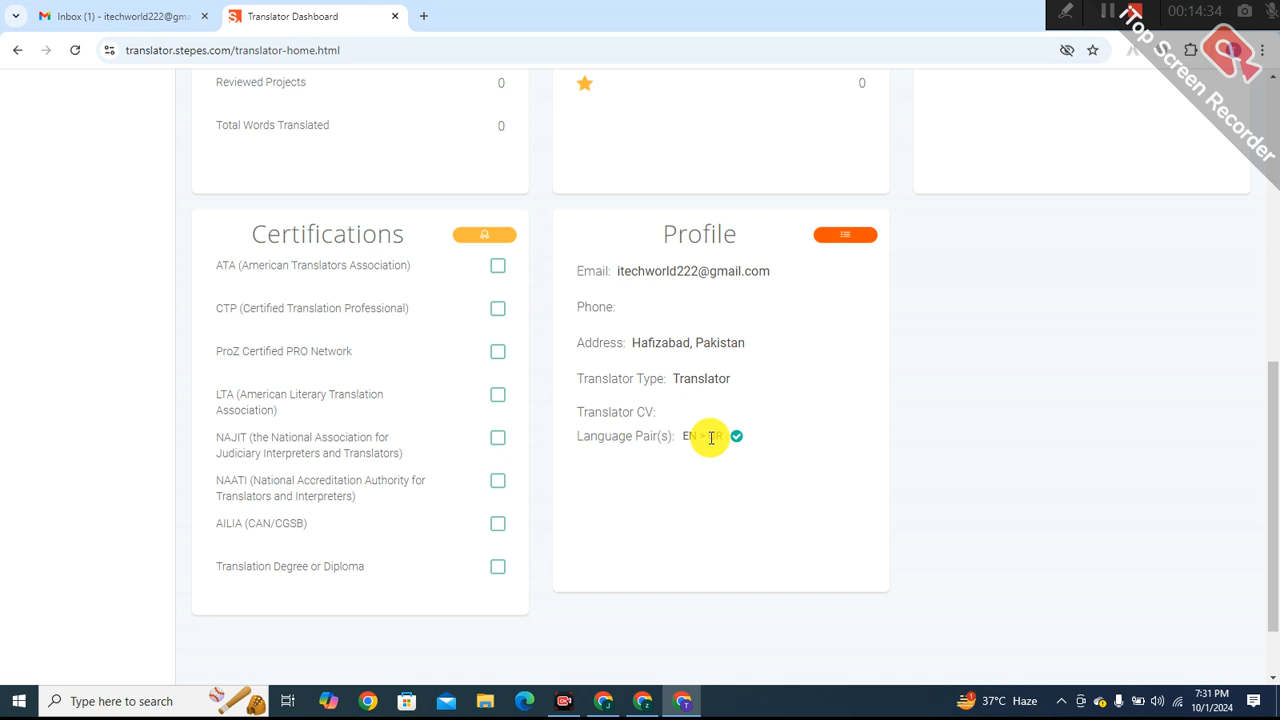 Inbox (1) - itechworld222@gma
Translator Dashboard
00:14:34
translator.stepes.com/translator-home.html
iTop Screen Recorder
Reviewed Projects 0
0
Total Words Translated 0
Certifications
ATA (American Translators Association)
CTP (Certified Translation Professional)
ProZ Certified PRO Network
LTA (American Literary Translation
Association)
NAJIT (the National Association for
Judiciary Interpreters and Translators)
NAATI (National Accreditation Authority for
Translators and Interpreters)
AILIA (CAN/CGSB)
Translation Degree or Diploma
Profile
Email: itechworld222@gmail.com
Phone:
Address: Hafizabad, Pakistan
Translator Type: Translator
Translator CV:
Language Pair(s): EN >
Type here to search
37°C Haze
7:31 PM
10/1/2024